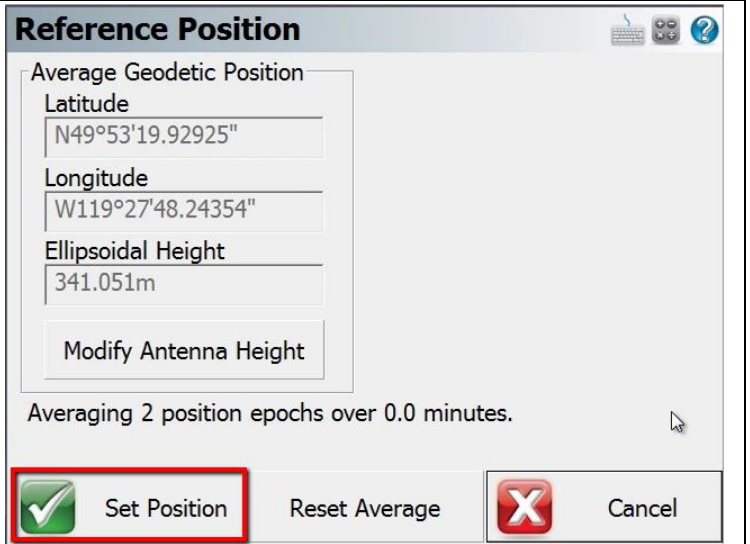 Reference Position
Average Geodetic Position
Latitude
N49°53'19.92925"
Longitude
W119°27'48.24354"
Ellipsoidal Height
341.051m
Modify Antenna Height
Averaging 2 position epochs over 0.0 minutes.
Set Position
Reset Average
Cancel